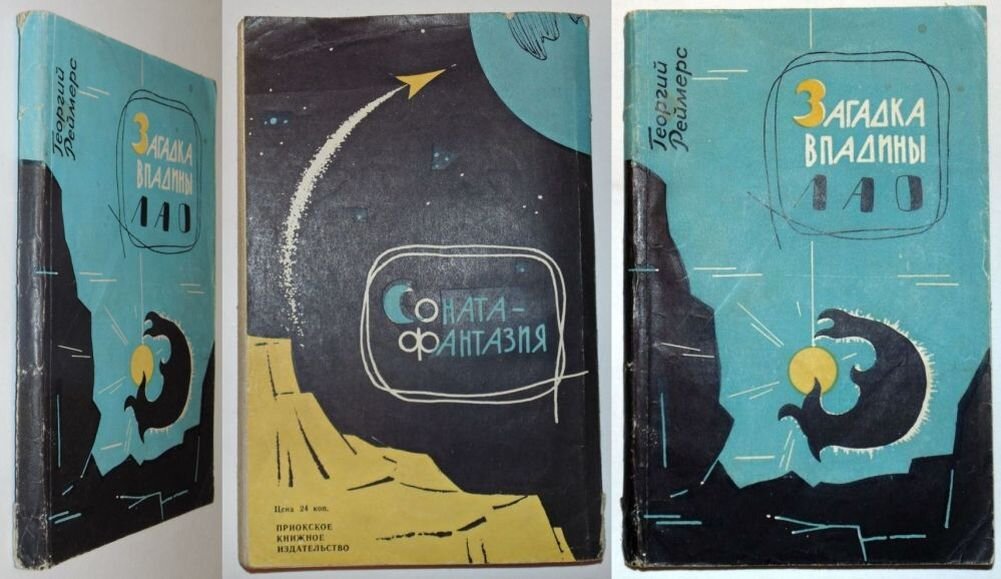 Георгий
Реймерс
Загадка
впадины
ЛАО
Соната-
фантазия
Цена 24 коп.
ПРИОКСКОЕ
КНИЖНОЕ
ИЗДАТЕЛЬСТВО
Георгий
Реймерс
Загадка
впадины
ЛАО